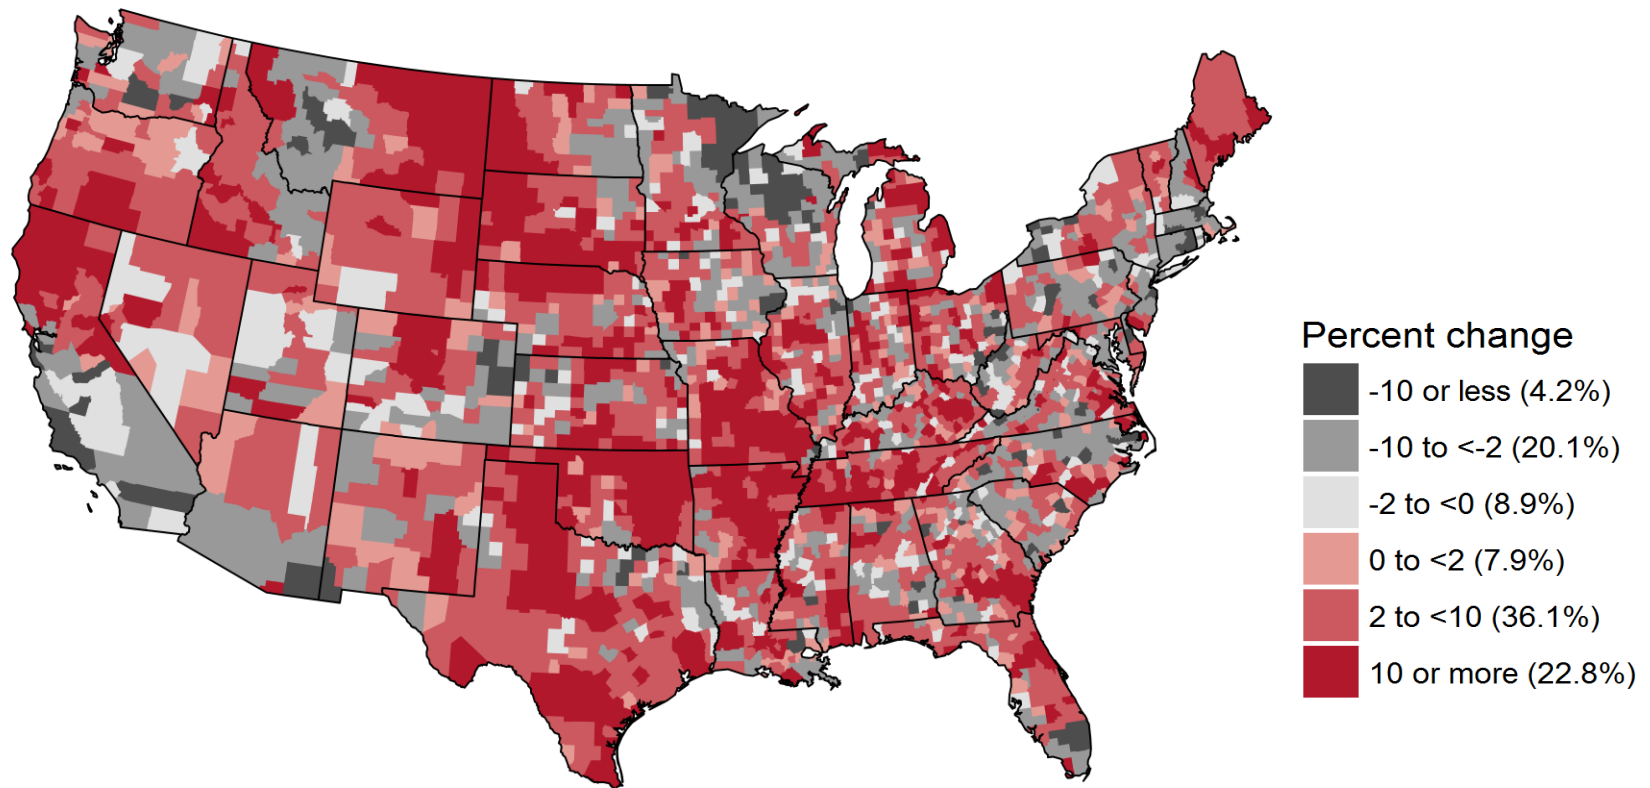 Percent change
-10 or less (4.2%)
-10 to <-2 (20.1%)
-2 to <0 (8.9%)
0 to <2 (7.9%)
2 to <10 (36.1%)
10 or more (22.8%)